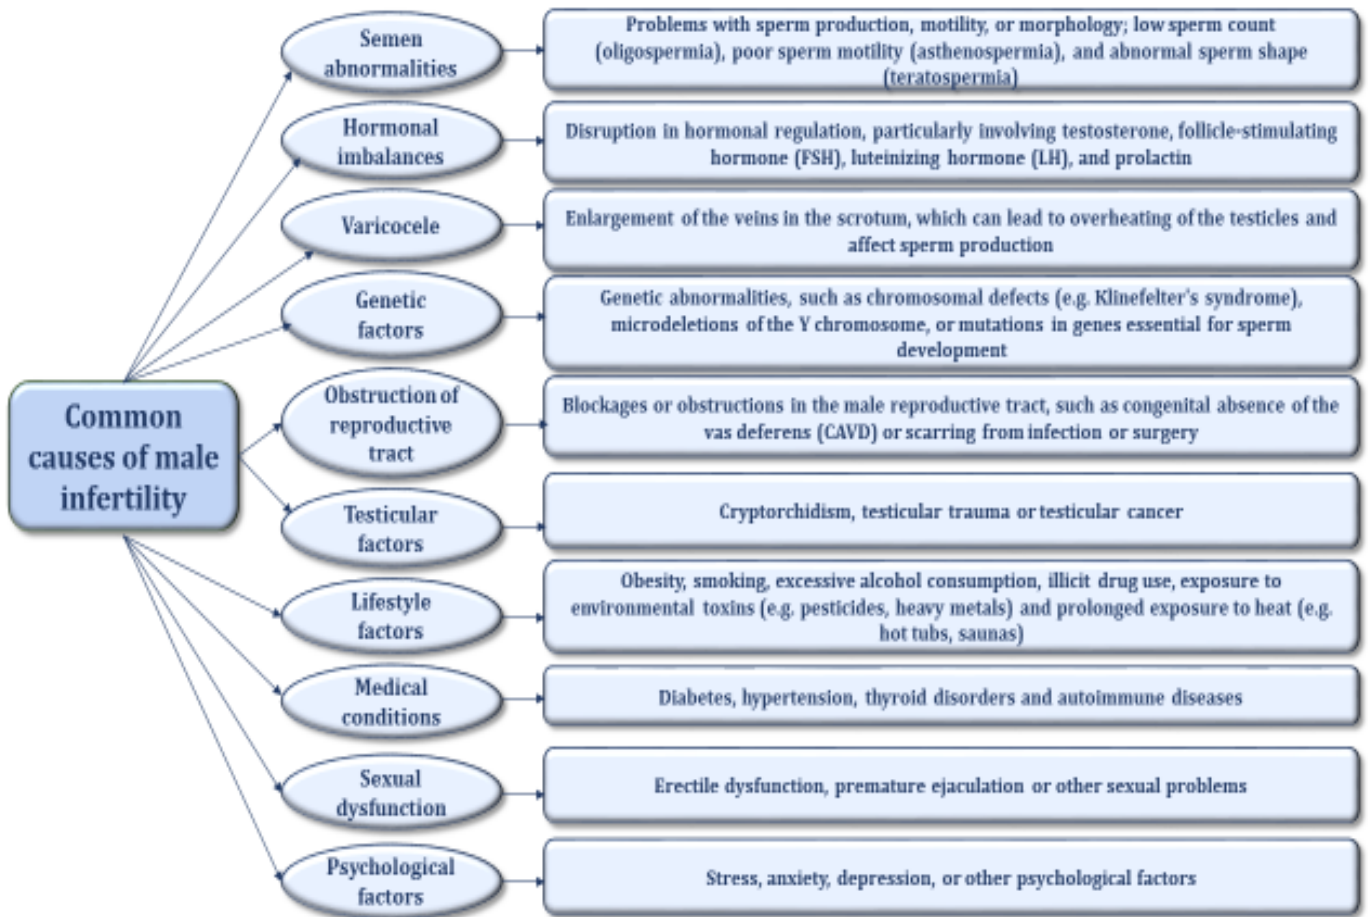 Common
causes of male
infertility
Semen
abnormalities
Problems with sperm production, motility, or morphology; low sperm count
(oligospermia), poor sperm motility (asthenospermia), and abnormal sperm shape
(teratospermia)
Hormonal
imbalances
Disruption in hormonal regulation, particularly involving testosterone, follicle-stimulating
hormone (FSH), luteinizing hormone (LH), and prolactin
Varicocele
Enlargement of the veins in the scrotum, which can lead to overheating of the testicles and
affect sperm production
Genetic
factors
Genetic abnormalities, such as chromosomal defects (e.g. Klinefelter's syndrome),
microdeletions of the Y chromosome, or mutations in genes essential for sperm
development
Obstruction of
reproductive
tract
Blockages or obstructions in the male reproductive tract, such as congenital absence of the
vas deferens (CAVD) or scarring from infection or surgery
Testicular
factors
Cryptorchidism, testicular trauma or testicular cancer
Lifestyle
factors
Obesity, smoking, excessive alcohol consumption, illicit drug use, exposure to
environmental toxins (e.g. pesticides, heavy metals) and prolonged exposure to heat (e.g.
hot tubs, saunas)
Medical
conditions
Diabetes, hypertension, thyroid disorders and autoimmune diseases
Sexual
dysfunction
Erectile dysfunction, premature ejaculation or other sexual problems
Psychological
factors
Stress, anxiety, depression, or other psychological factors